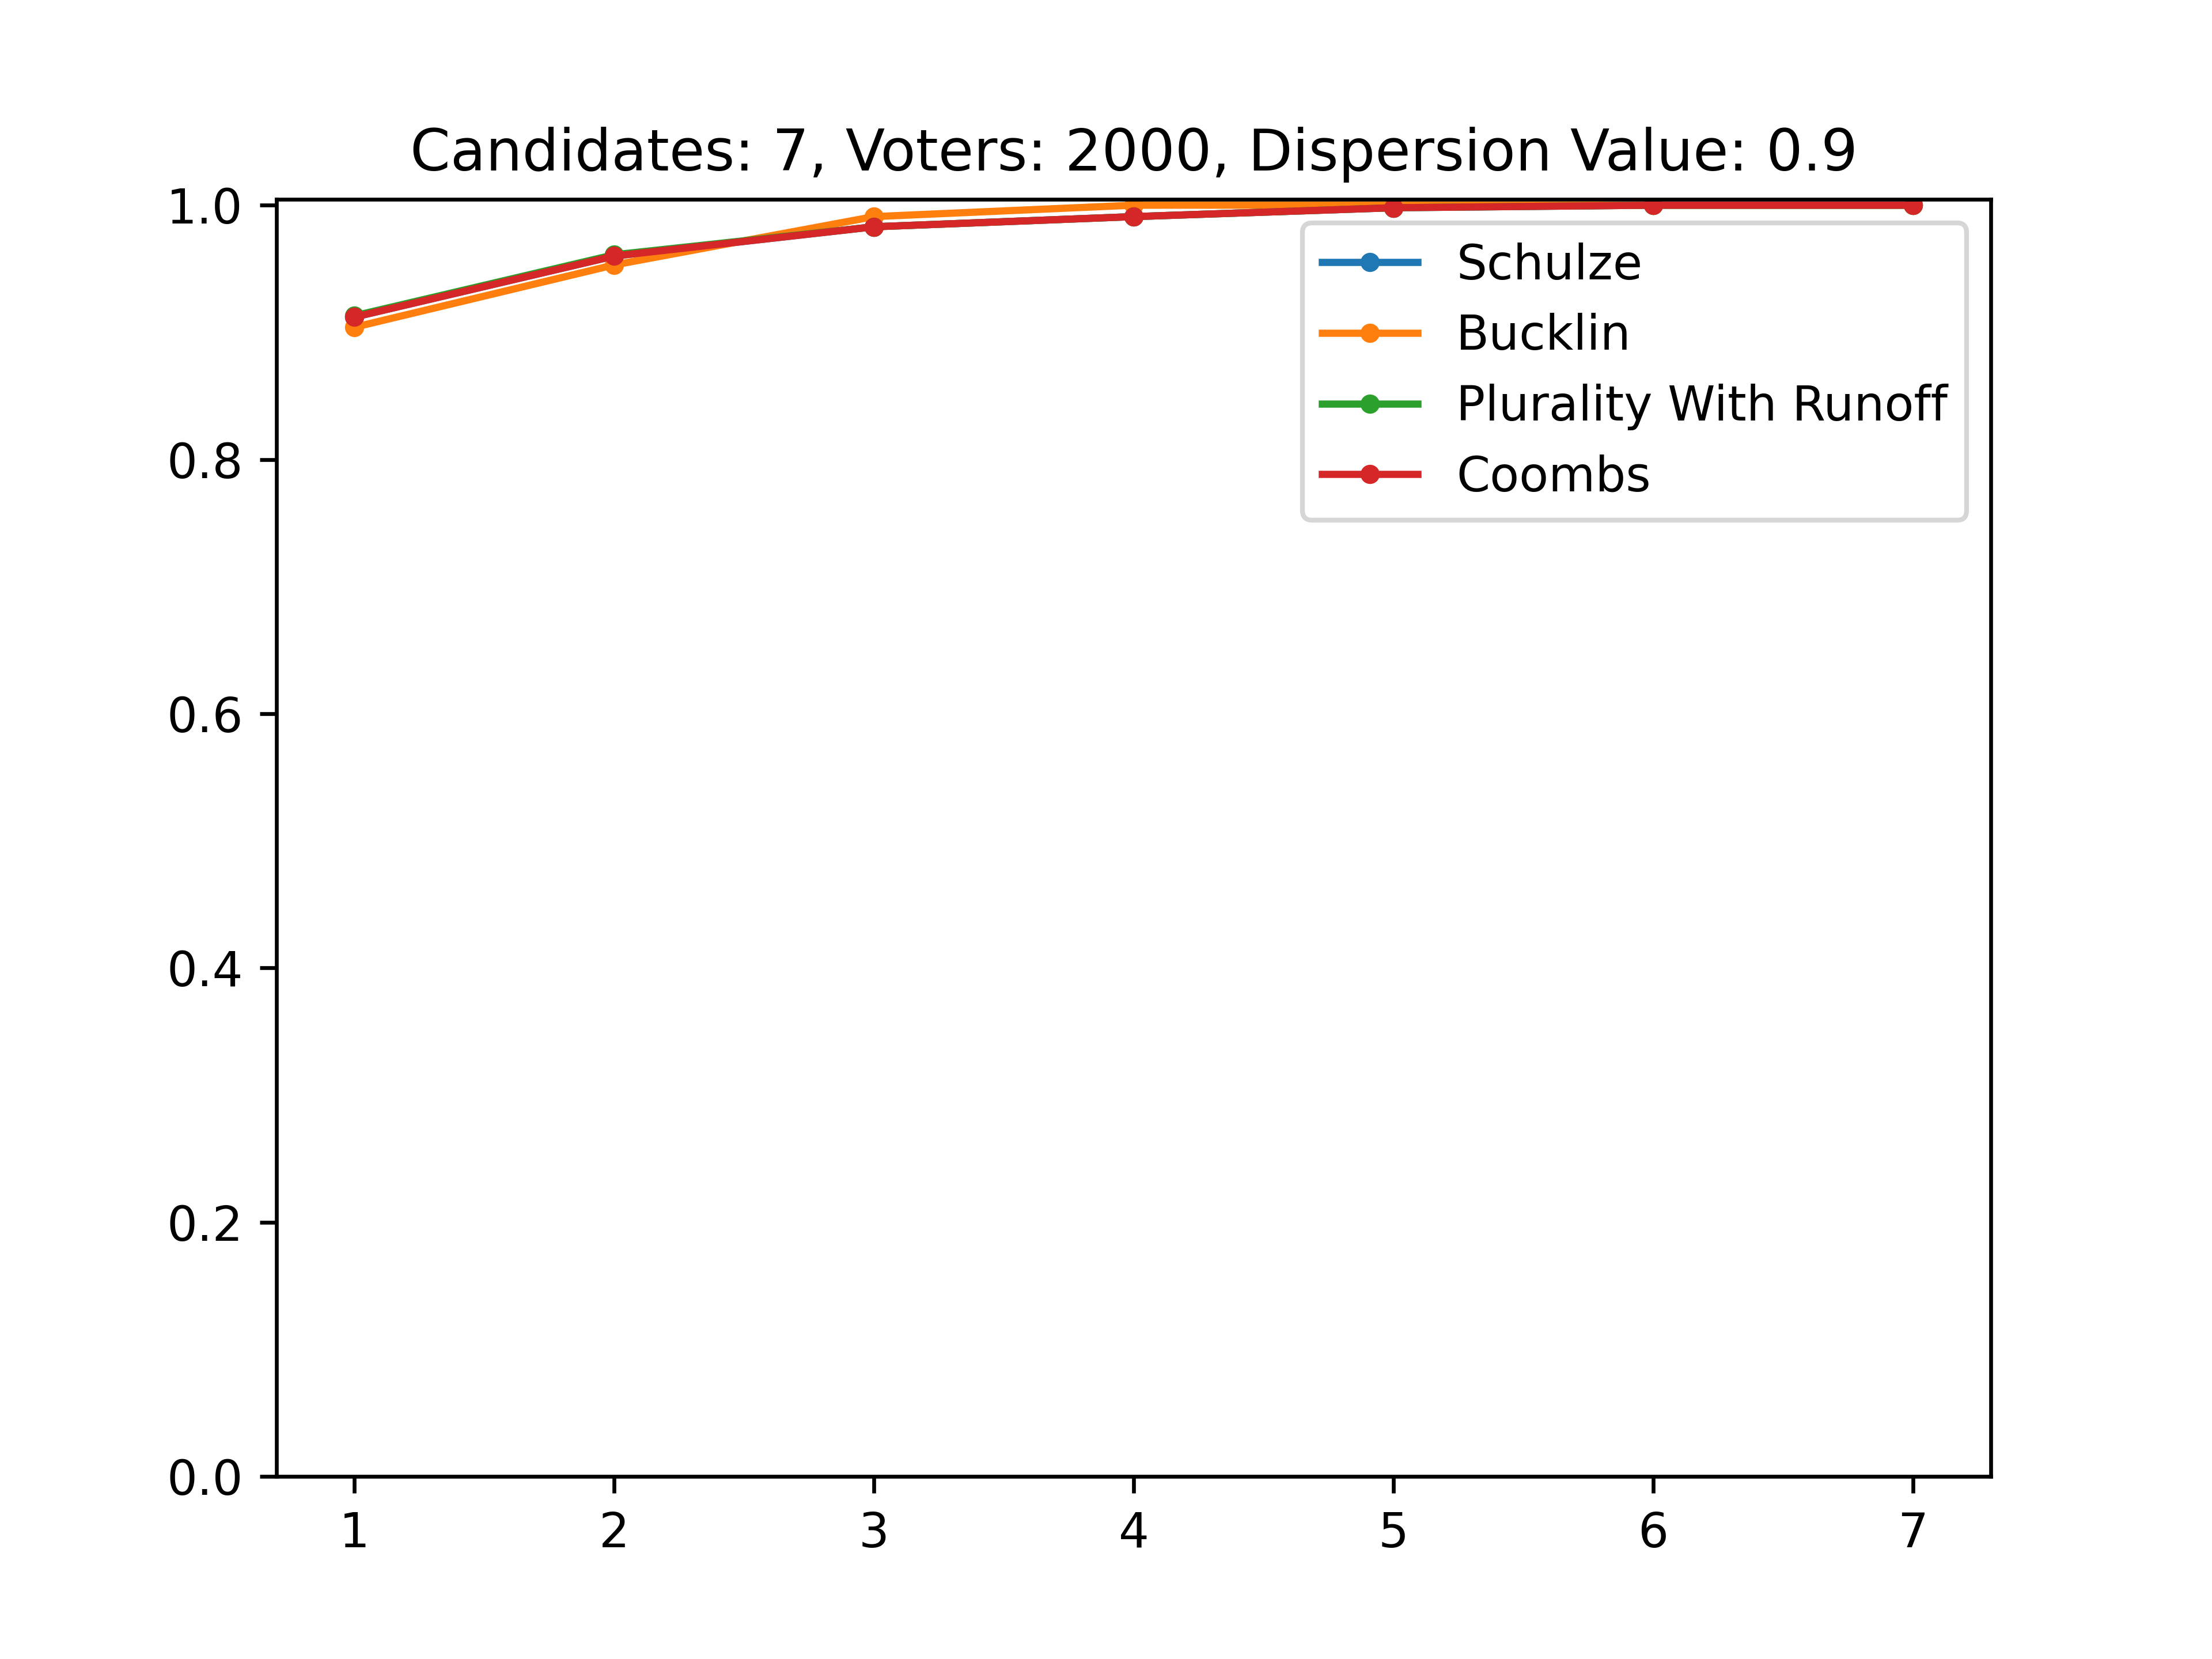 Candidates: 7, Voters: 2000, Dispersion Value: 0.9
1.0
0.8
0.6
0.4
0.2
0.0
Schulze
Bucklin
Plurality With Runoff
Coombs
1 2 3 4 5 6 7